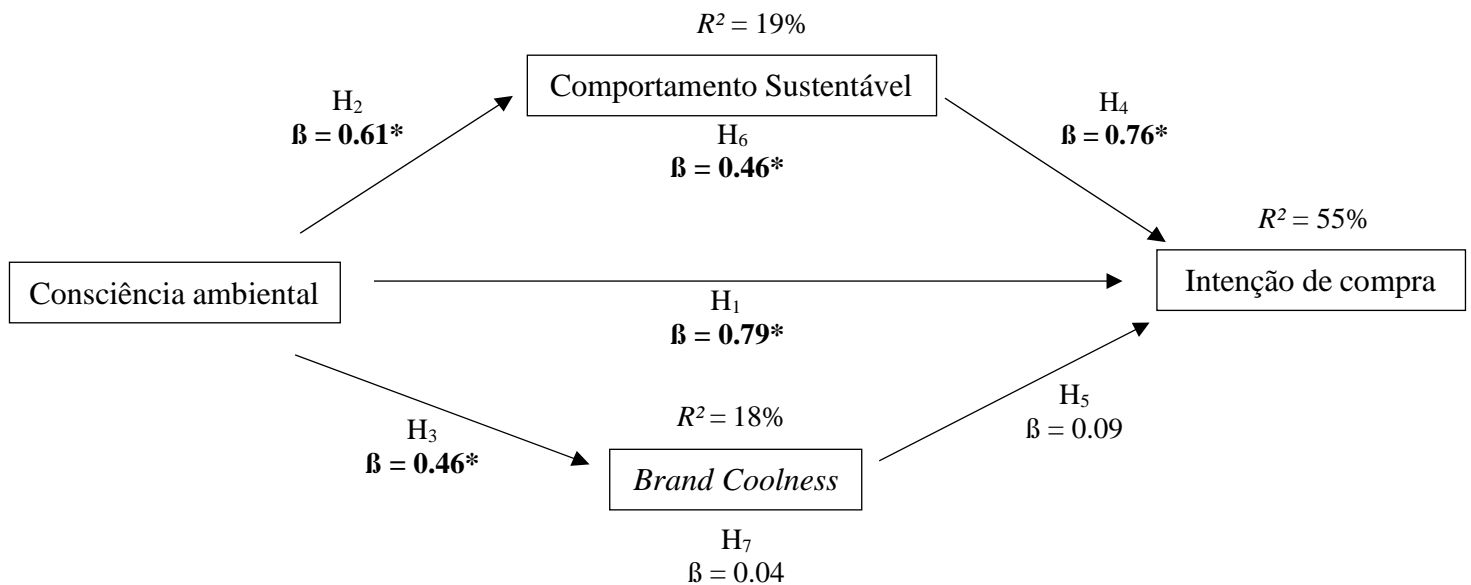 R² = 19%
Comportamento Sustentável
H₂
ß = 0.61*
H₄
ß = 0.76*
H₆
ß = 0.46*
R² = 55%
Consciência ambiental
Intenção de compra
H₁
ß = 0.79*
R² = 18%
H₅
ß = 0.09
H₃
ß = 0.46*
Brand Coolness
H₇
ß = 0.04